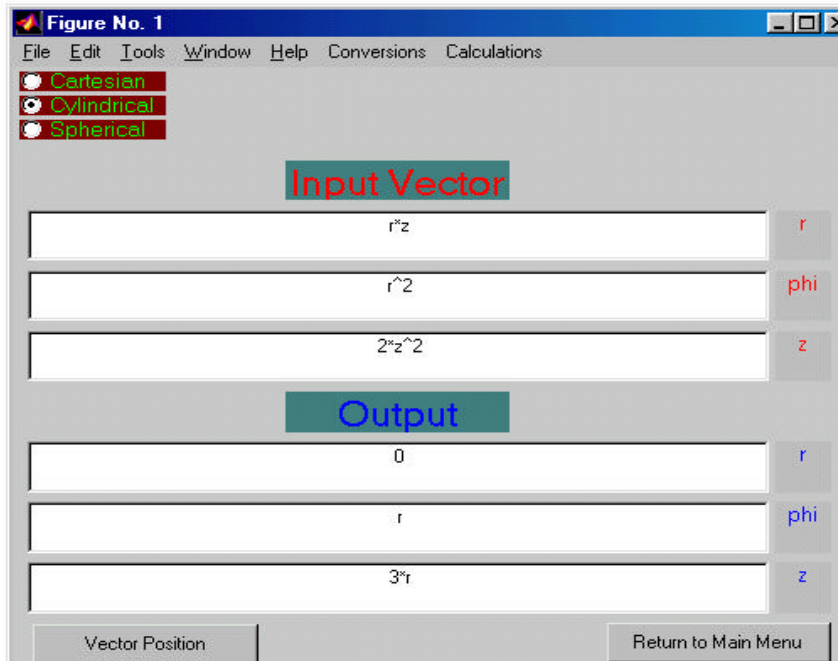 Figure No. 1
File Edit Tools Window Help Conversions Calculations
Cartesian
Cylindrical
Spherical
Input Vector
r*z r
r^2 phi
2*z^2 z
Output
0 r
r phi
3*r z
Vector Position Return to Main Menu